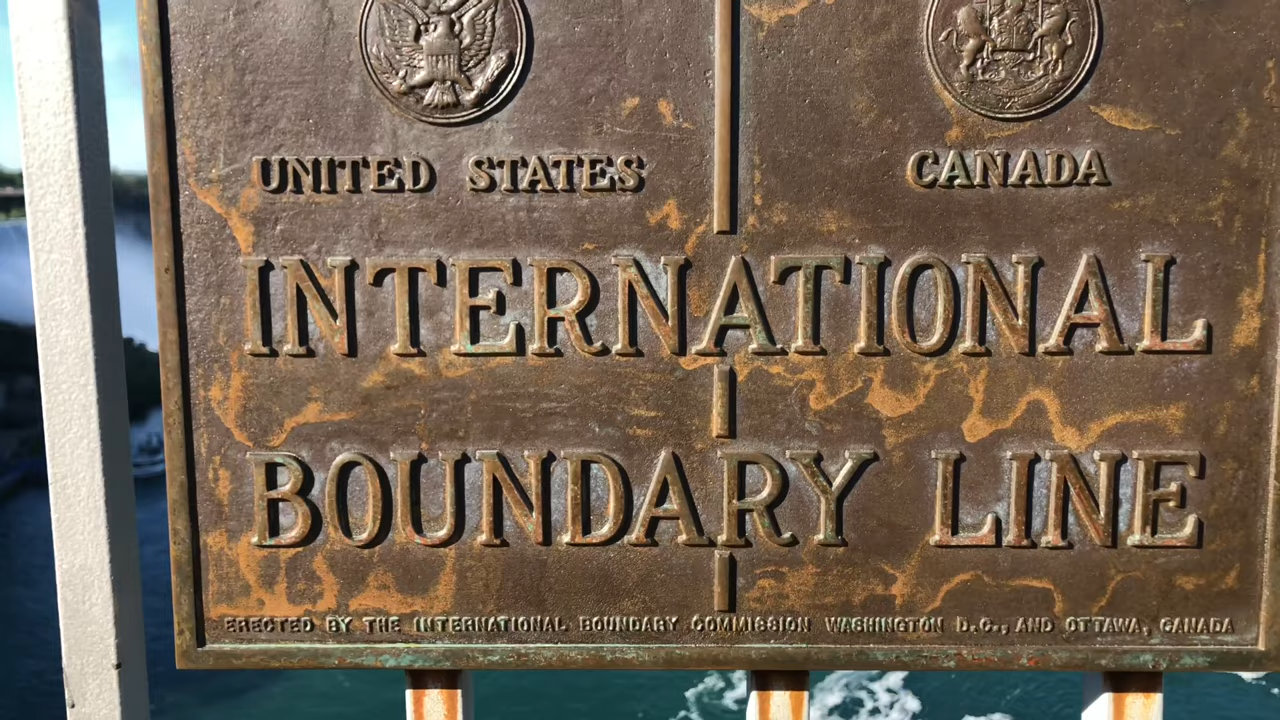 UNITED STATES
CANADA
INTERNATIONAL
BOUNDARY LINE
ERECTED BY THE INTERNATIONAL BOUNDARY COMMISSION WASHINGTON D.C., AND OTTAWA, CANADA